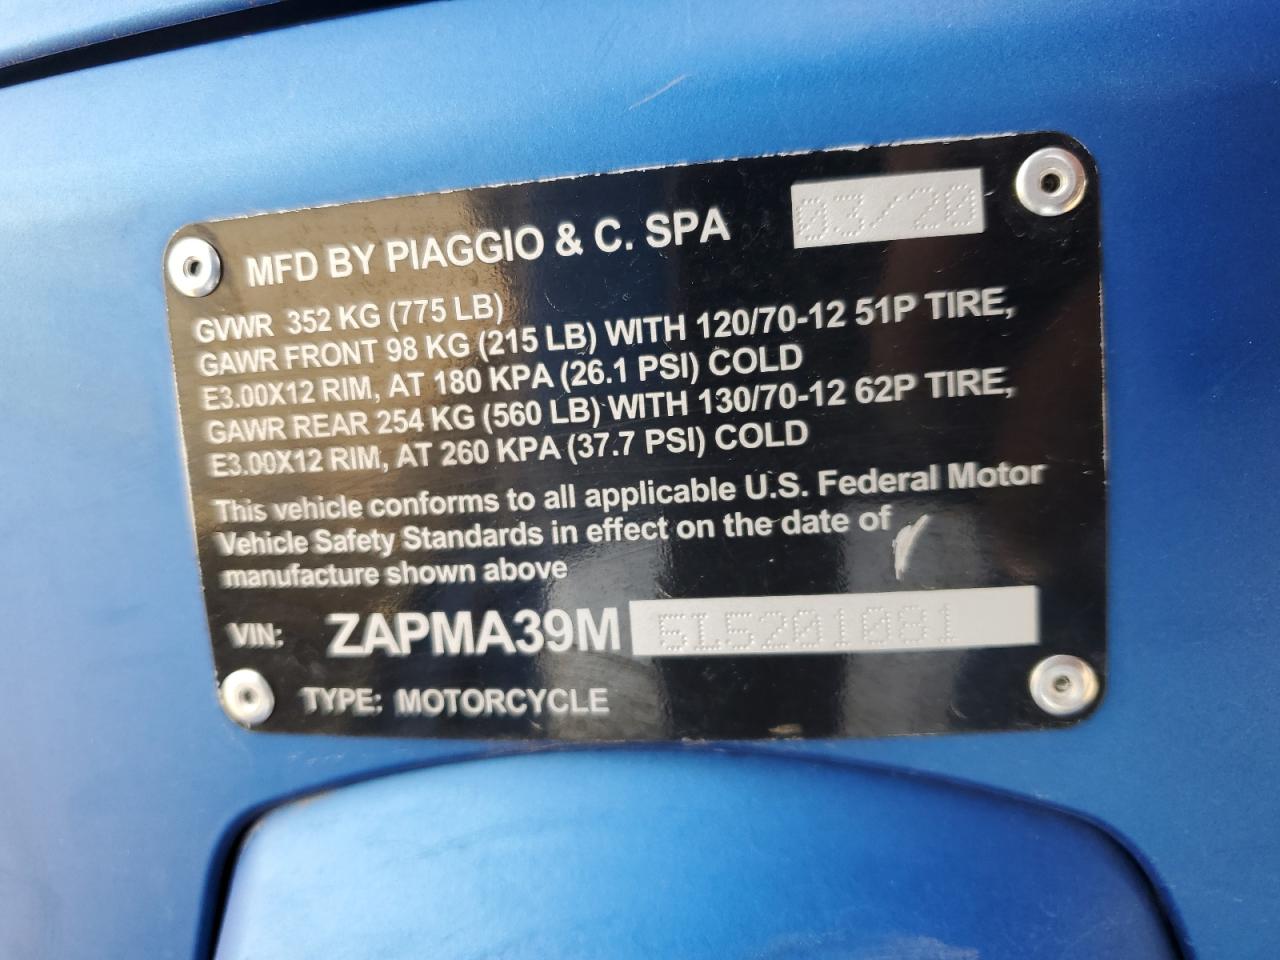 MFD BY PIAGGIO & C. SPA 03/20
GVWR 352 KG (775 LB)
GAWR FRONT 98 KG (215 LB) WITH 120/70-12 51P TIRE,
E3.00X12 RIM, AT 180 KPA (26.1 PSI) COLD
GAWR REAR 254 KG (560 LB) WITH 130/70-12 62P TIRE,
E3.00X12 RIM, AT 260 KPA (37.7 PSI) COLD
This vehicle conforms to all applicable U.S. Federal Motor
Vehicle Safety Standards in effect on the date of
manufacture shown above
VIN: ZAPMA39M5L5201081
TYPE: MOTORCYCLE